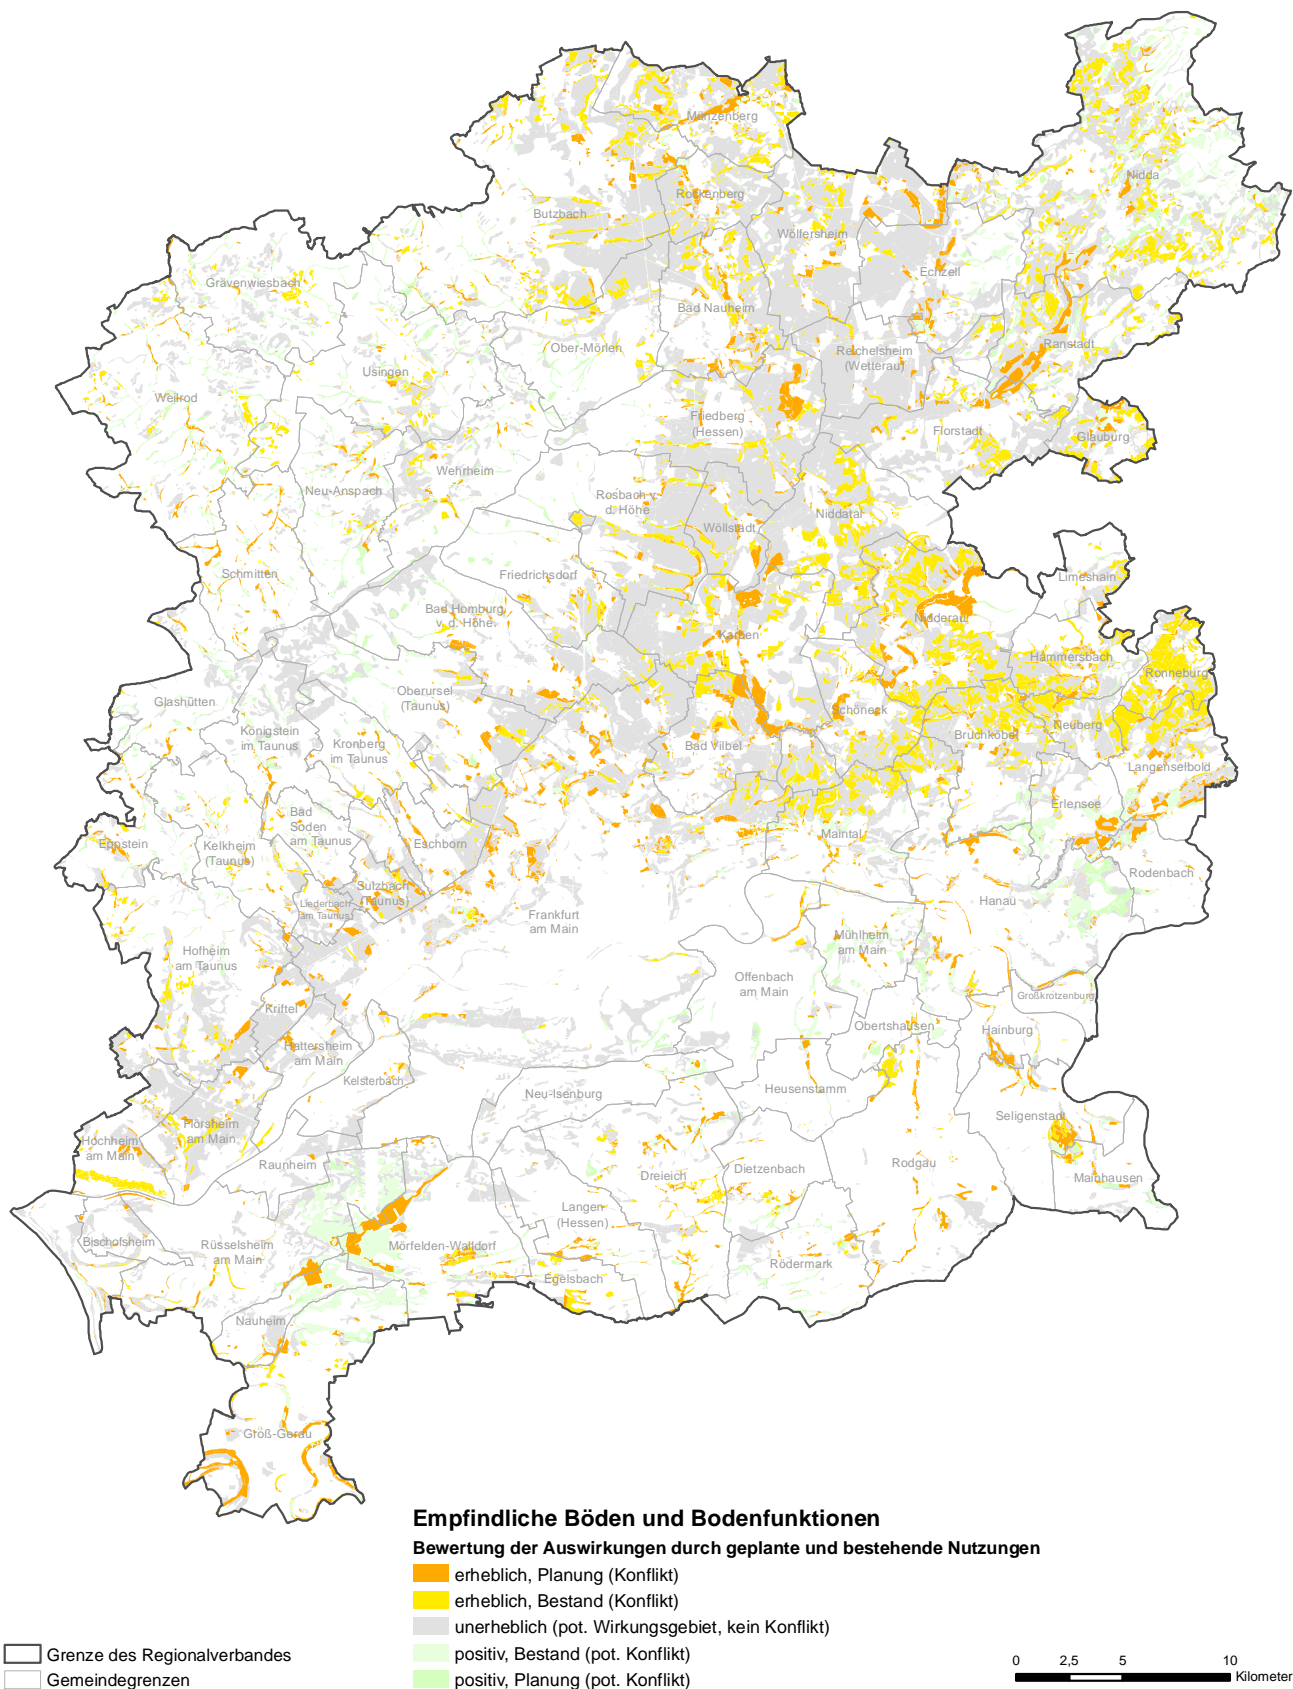 Münzenberg
Nidda
Rockenberg
Butzbach
Wölfersheim
Echzell
Grävenwiesbach
Bad Nauheim
Ober-Mörlen
Reichelsheim
(Wetterau)
Ranstadt
Usingen
Weilrod
Friedberg
(Hessen)
Florstadt
Glauburg
Wehrheim
Neu-Anspach
Rosbach v.
d. Höhe
Wöllstadt
Niddatal
Schmitten
Friedrichsdorf
Limeshain
Bad Homburg
v. d. Höhe.
Nidderau
Karben
Hammersbach
Ronneburg
Glashütten
Oberursel
(Taunus)
Schöneck
Neuberg
Bruchköbel
Königstein
im Taunus
Kronberg
im Taunus
Bad Vilbel
Langenselbold
Erlensee
Bad
Soden
am Taunus
Eppstein
Kelkheim
(Taunus)
Eschborn
Maintal
Rodenbach
Sulzbach
(Taunus)
Liederbach
am Taunus
Hanau
Frankfurt
am Main
Mühlheim
am Main
Hofheim
am Taunus
Offenbach
am Main
Großkrotzenburg
Kriftel
Obertshausen
Hainburg
Hattersheim
am Main
Kelsterbach
Neu-Isenburg
Heusenstamm
Seligenstadt
Flörsheim
am Main
Hochheim
am Main
Raunheim
Dreieich
Dietzenbach
Rodgau
Mainhausen
Langen
(Hessen)
Bischofsheim
Rüsselsheim
am Main
Mörfelden-Walldorf
Rödermark
Egelsbach
Nauheim
Groß-Gerau
Empfindliche Böden und Bodenfunktionen
Bewertung der Auswirkungen durch geplante und bestehende Nutzungen
erheblich, Planung (Konflikt)
erheblich, Bestand (Konflikt)
unerheblich (pot. Wirkungsgebiet, kein Konflikt)
positiv, Bestand (pot. Konflikt)
positiv, Planung (pot. Konflikt)
Grenze des Regionalverbandes
Gemeindegrenzen
0 2,5 5 10
Kilometer